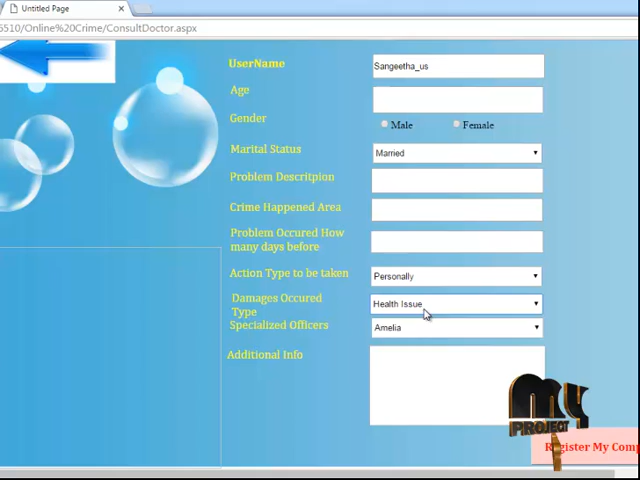 Untitled Page
6510/Online%20Crime/ConsultDoctor.aspx
UserName
Sangeetha_us
Age
Gender
Male
Female
Marital Status
Married
Problem Descritpion
Crime Happened Area
Problem Occured How
many days before
Action Type to be taken
Personally
Damages Occured
Type
Health Issue
Specialized Officers
Amelia
Additional Info
MY
PROJECT
Register My Comp